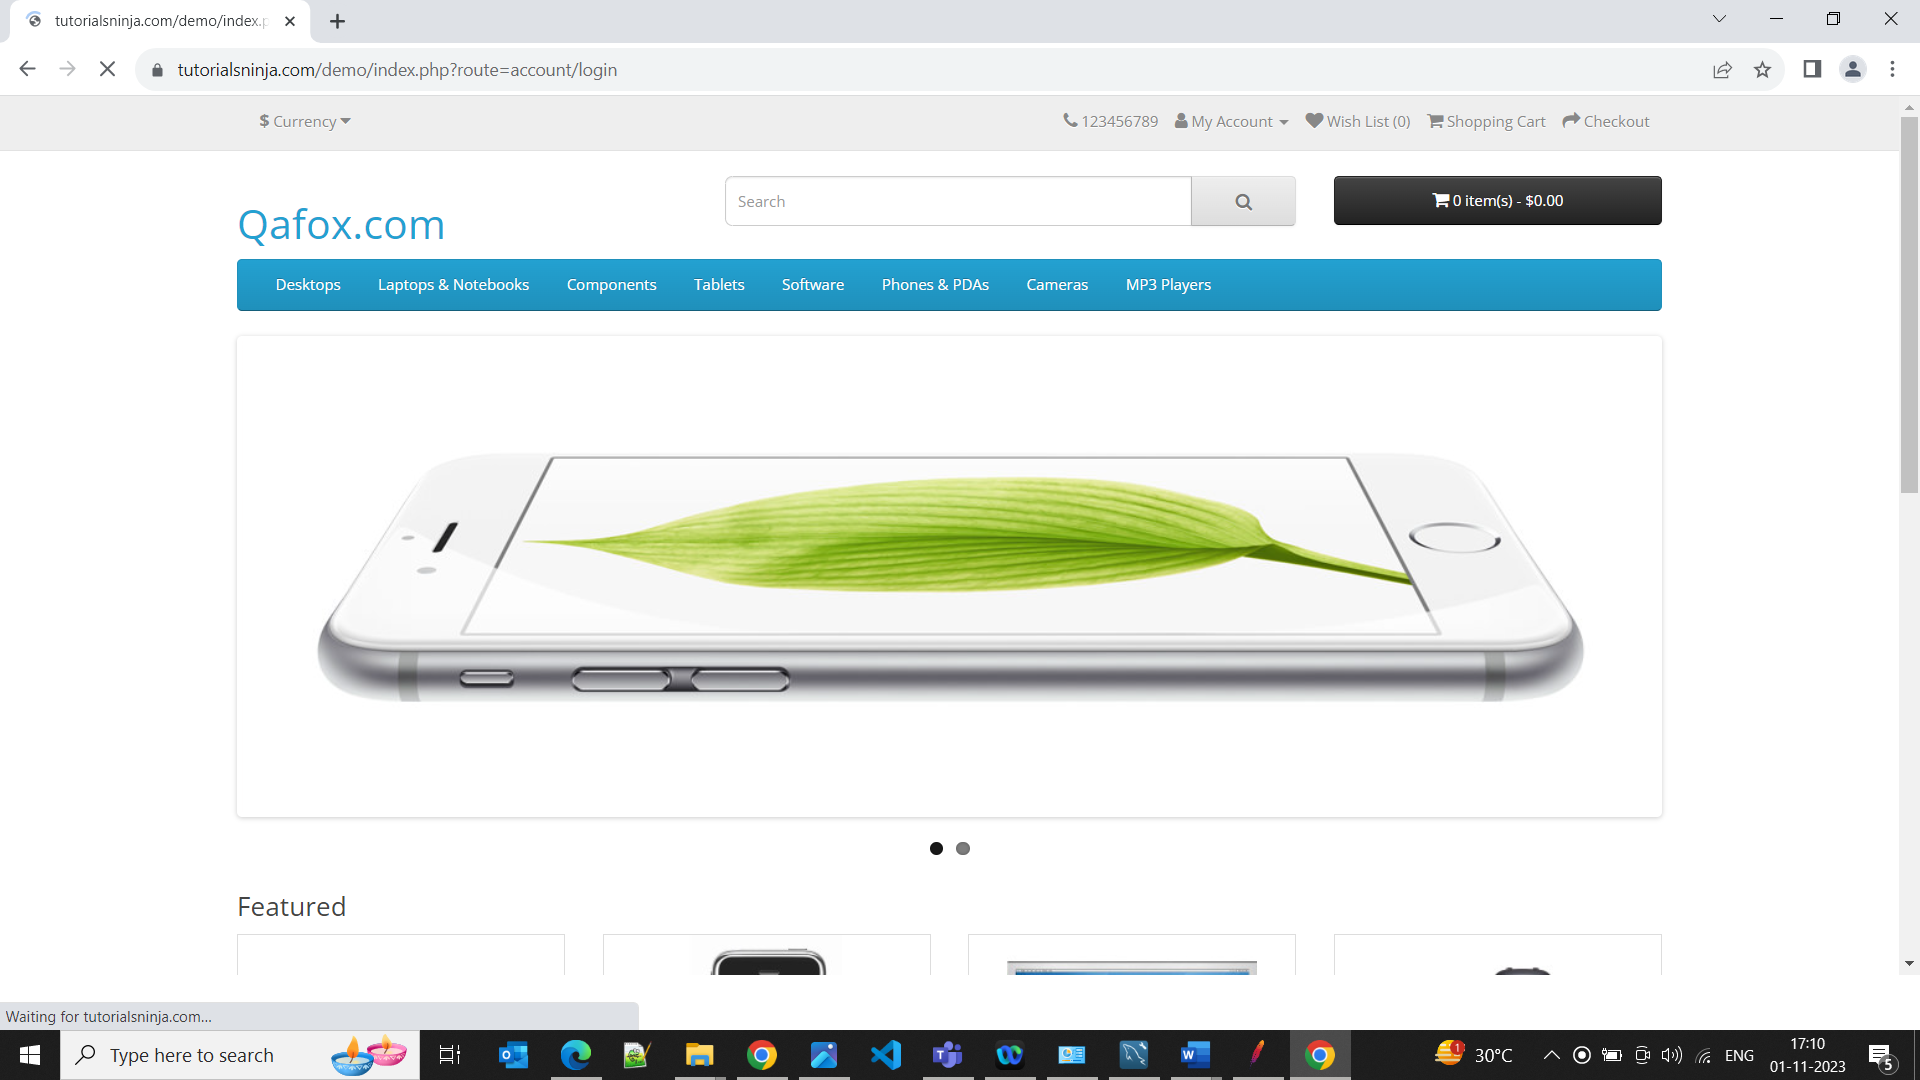 tutorialsninja.com/demo/index.p
tutorialsninja.com/demo/index.php?route=account/login
$ Currency
123456789 My Account Wish List (0) Shopping Cart Checkout
Qafox.com
Search
0 item(s) - $0.00
Desktops Laptops & Notebooks Components Tablets Software Phones & PDAs Cameras MP3 Players
Featured
Waiting for tutorialsninja.com...
Type here to search
1
30°C
ENG
17:10
01-11-2023
5